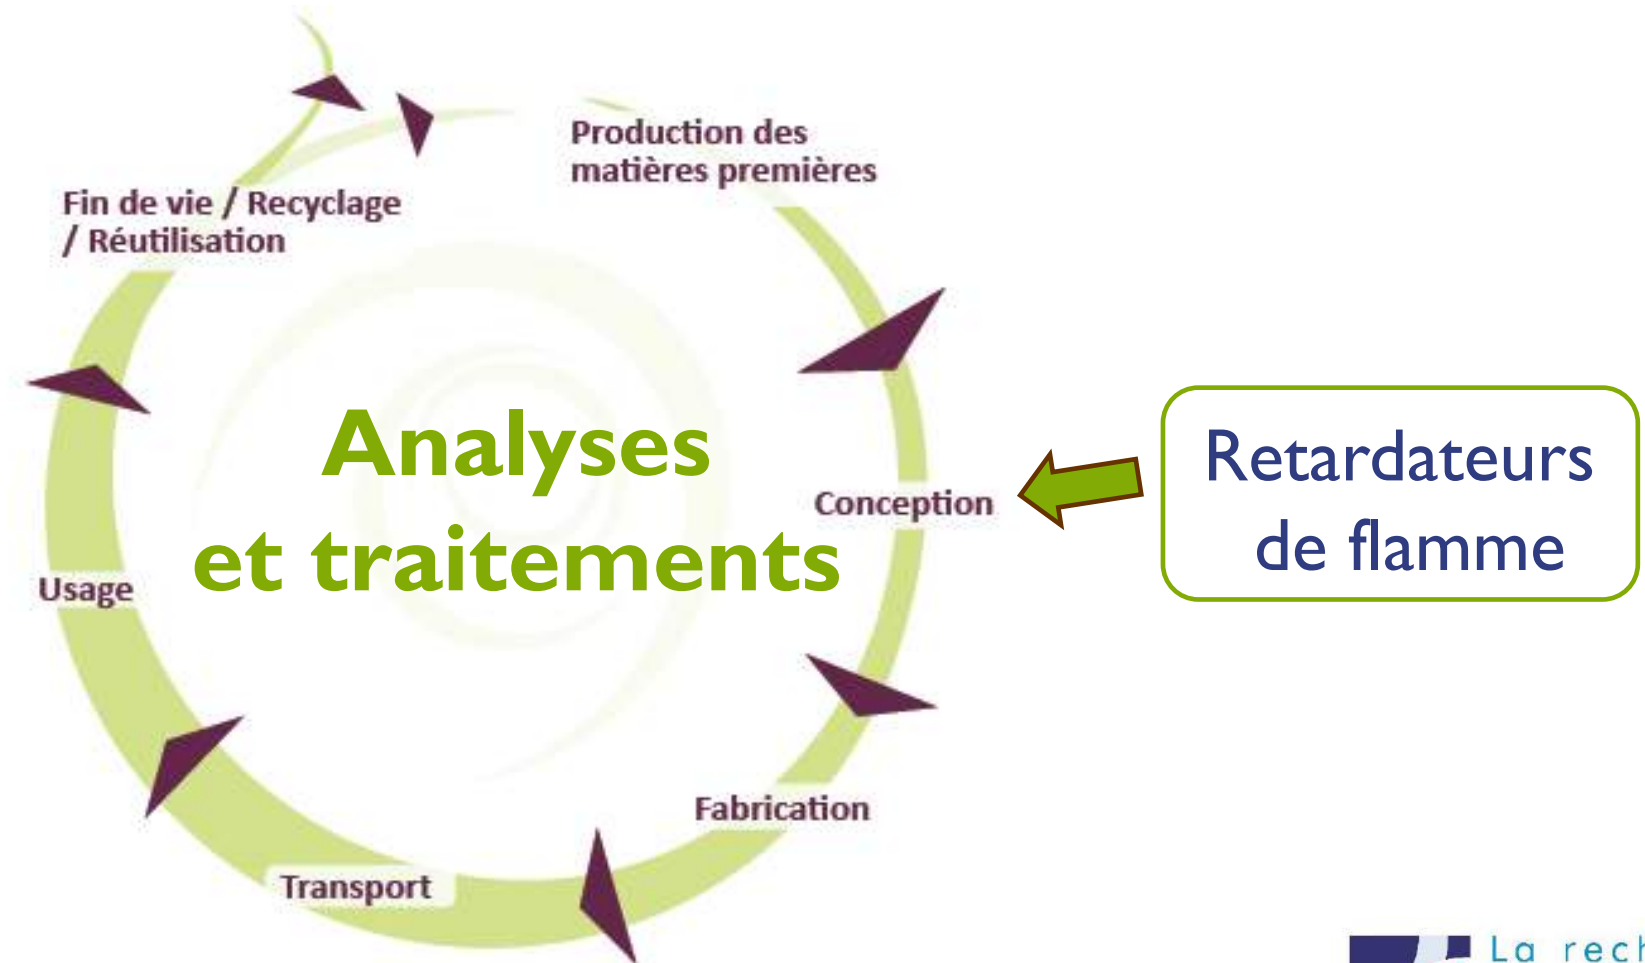 Production des
matières premières
Fin de vie / Recyclage
/ Réutilisation
Analyses
et traitements
Conception
Retardateurs
de flamme
Usage
Fabrication
Transport
La rech